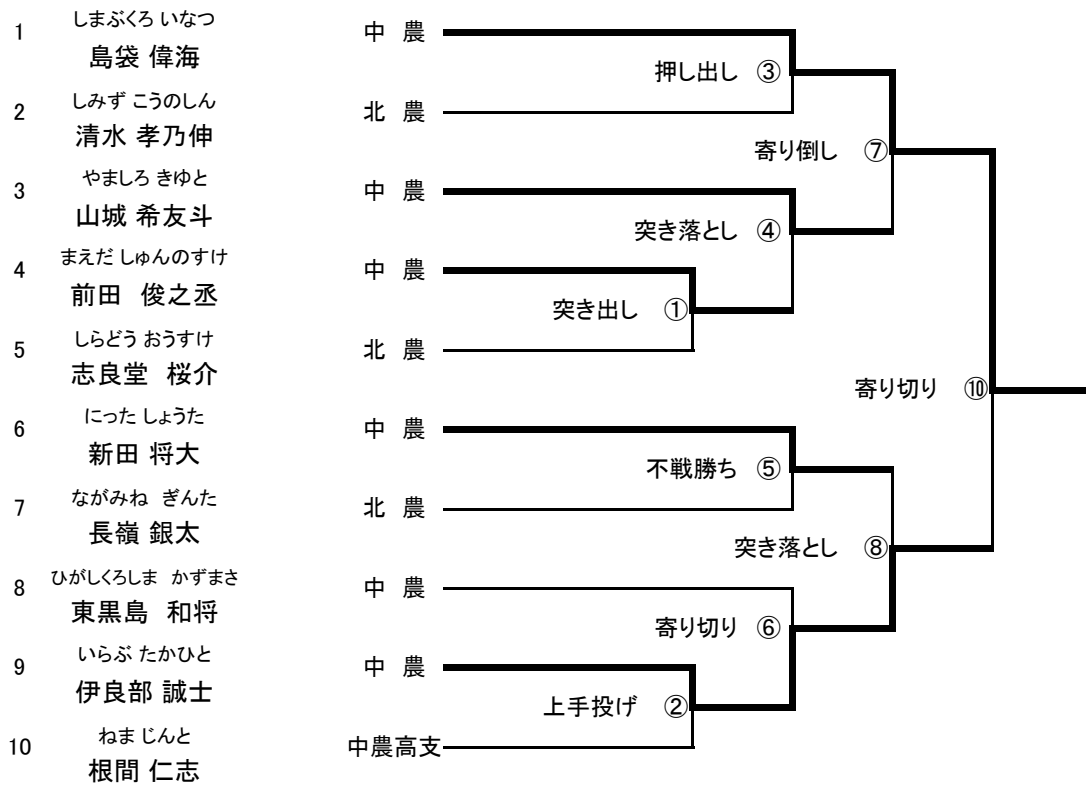 しまぶくろ いなつ
1 島袋 偉海 中 農
押し出し ③
しみず こうのしん
2 清水 孝乃伸 北 農
寄り倒し ⑦
やましろ きゆと
3 山城 希友斗 中 農
突き落とし ④
まえだ しゅんのすけ
4 前田 俊之丞 中 農
突き出し ①
しらどう おうすけ
5 志良堂 桜介 北 農
寄り切り ⑩
にった しょうた
6 新田 将大 中 農
不戦勝ち ⑤
ながみね ぎんた
7 長嶺 銀太 北 農
突き落とし ⑧
ひがしくろしま かずまさ
8 東黒島 和将 中 農
寄り切り ⑥
いらぶ たかひと
9 伊良部 誠士 中 農
上手投げ ②
ねま じんと
10 根間 仁志 中農高支